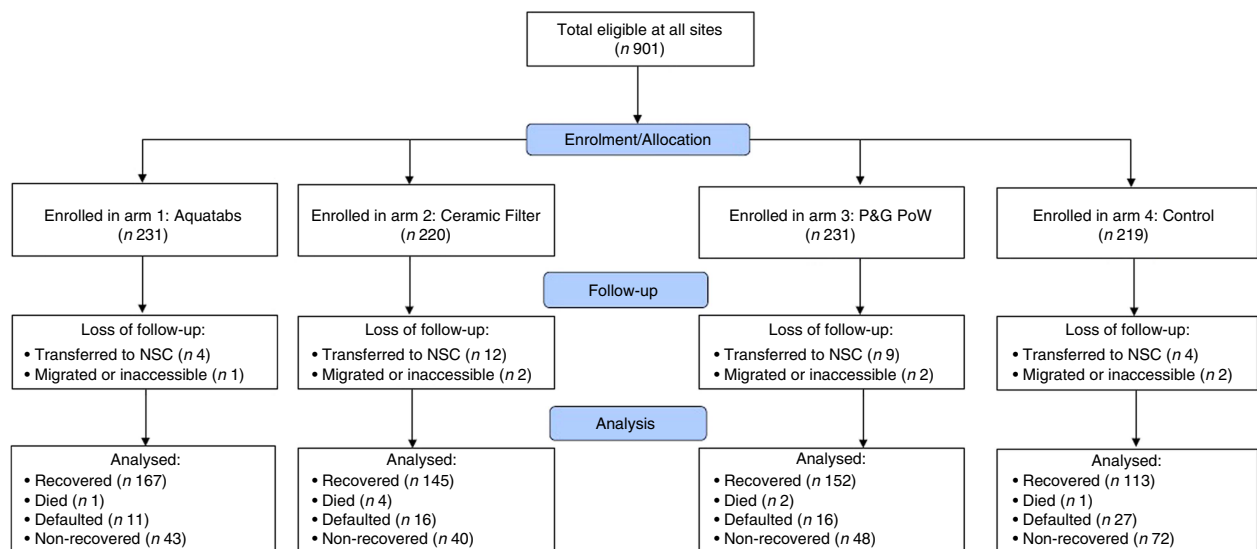 Total eligible at all sites
(n 901)
Enrolment/Allocation
Enrolled in arm 1: Aquatabs
(n 231)
Enrolled in arm 2: Ceramic Filter
(n 220)
Enrolled in arm 3: P&G PoW
(n 231)
Enrolled in arm 4: Control
(n 219)
Follow-up
Loss of follow-up:
• Transferred to NSC (n 4)
• Migrated or inaccessible (n 1)
Loss of follow-up:
• Transferred to NSC (n 12)
• Migrated or inaccessible (n 2)
Loss of follow-up:
• Transferred to NSC (n 9)
• Migrated or inaccessible (n 2)
Loss of follow-up:
• Transferred to NSC (n 4)
• Migrated or inaccessible (n 2)
Analysis
Analysed:
• Recovered (n 167)
• Died (n 1)
• Defaulted (n 11)
• Non-recovered (n 43)
Analysed:
• Recovered (n 145)
• Died (n 4)
• Defaulted (n 16)
• Non-recovered (n 40)
Analysed:
• Recovered (n 152)
• Died (n 2)
• Defaulted (n 16)
• Non-recovered (n 48)
Analysed:
• Recovered (n 113)
• Died (n 1)
• Defaulted (n 27)
• Non-recovered (n 72)